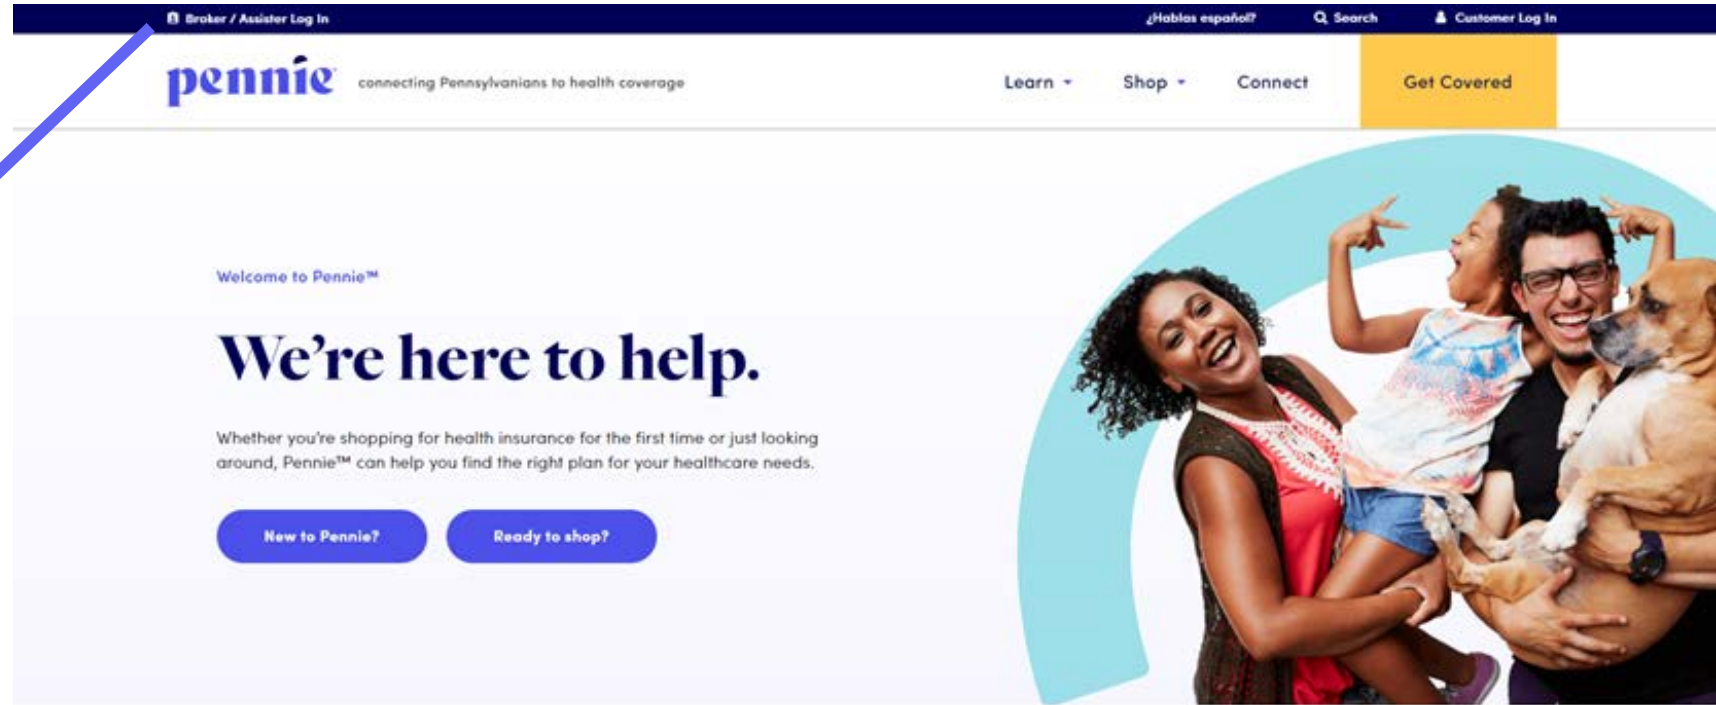 Broker / Assister Log In
¿Hablas español?
Search
Customer Log In
pennie
connecting Pennsylvanians to health coverage
Learn
Shop
Connect
Get Covered
Welcome to Pennie™
We're here to help.
Whether you're shopping for health insurance for the first time or just looking
around, Pennie™ can help you find the right plan for your healthcare needs.
New to Pennie?
Ready to shop?